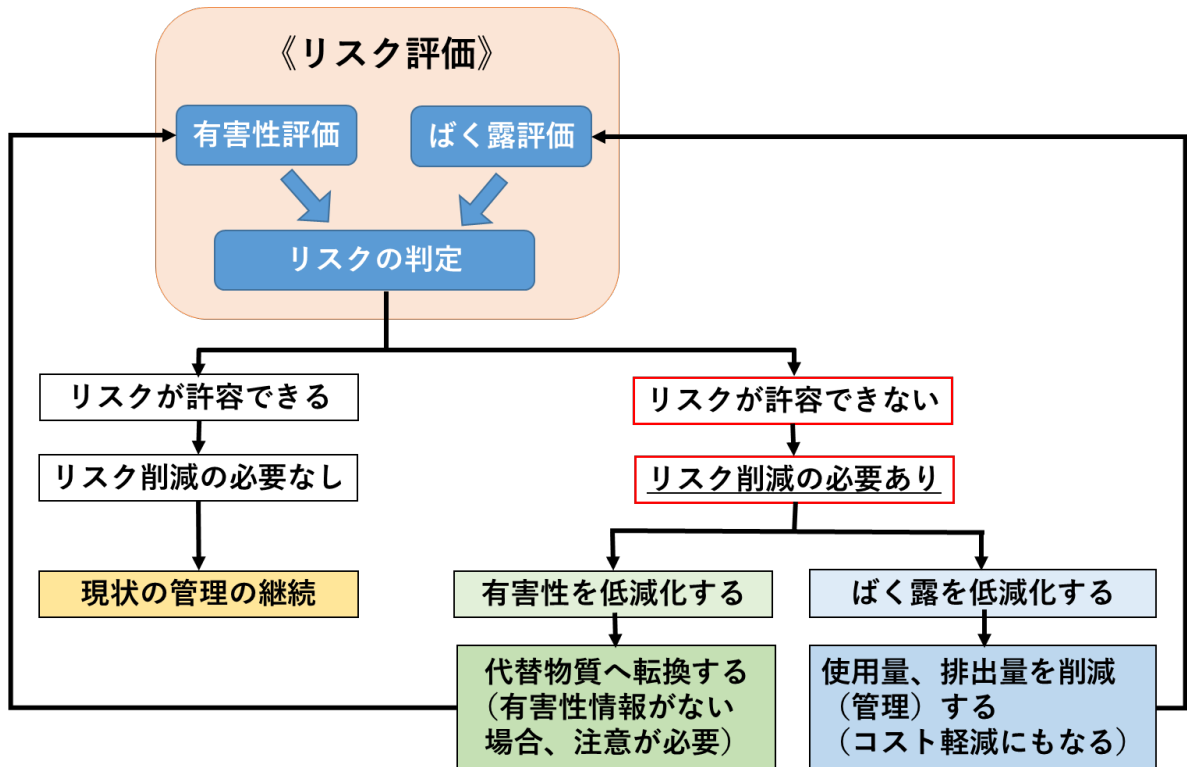 《リスク評価》
有害性評価
ばく露評価
リスクの判定
リスクが許容できる
リスクが許容できない
リスク削減の必要なし
リスク削減の必要あり
現状の管理の継続
有害性を低減化する
ばく露を低減化する
代替物質へ転換する
（有害性情報がない
場合、注意が必要）
使用量、排出量を削減
（管理）する
（コスト軽減にもなる）